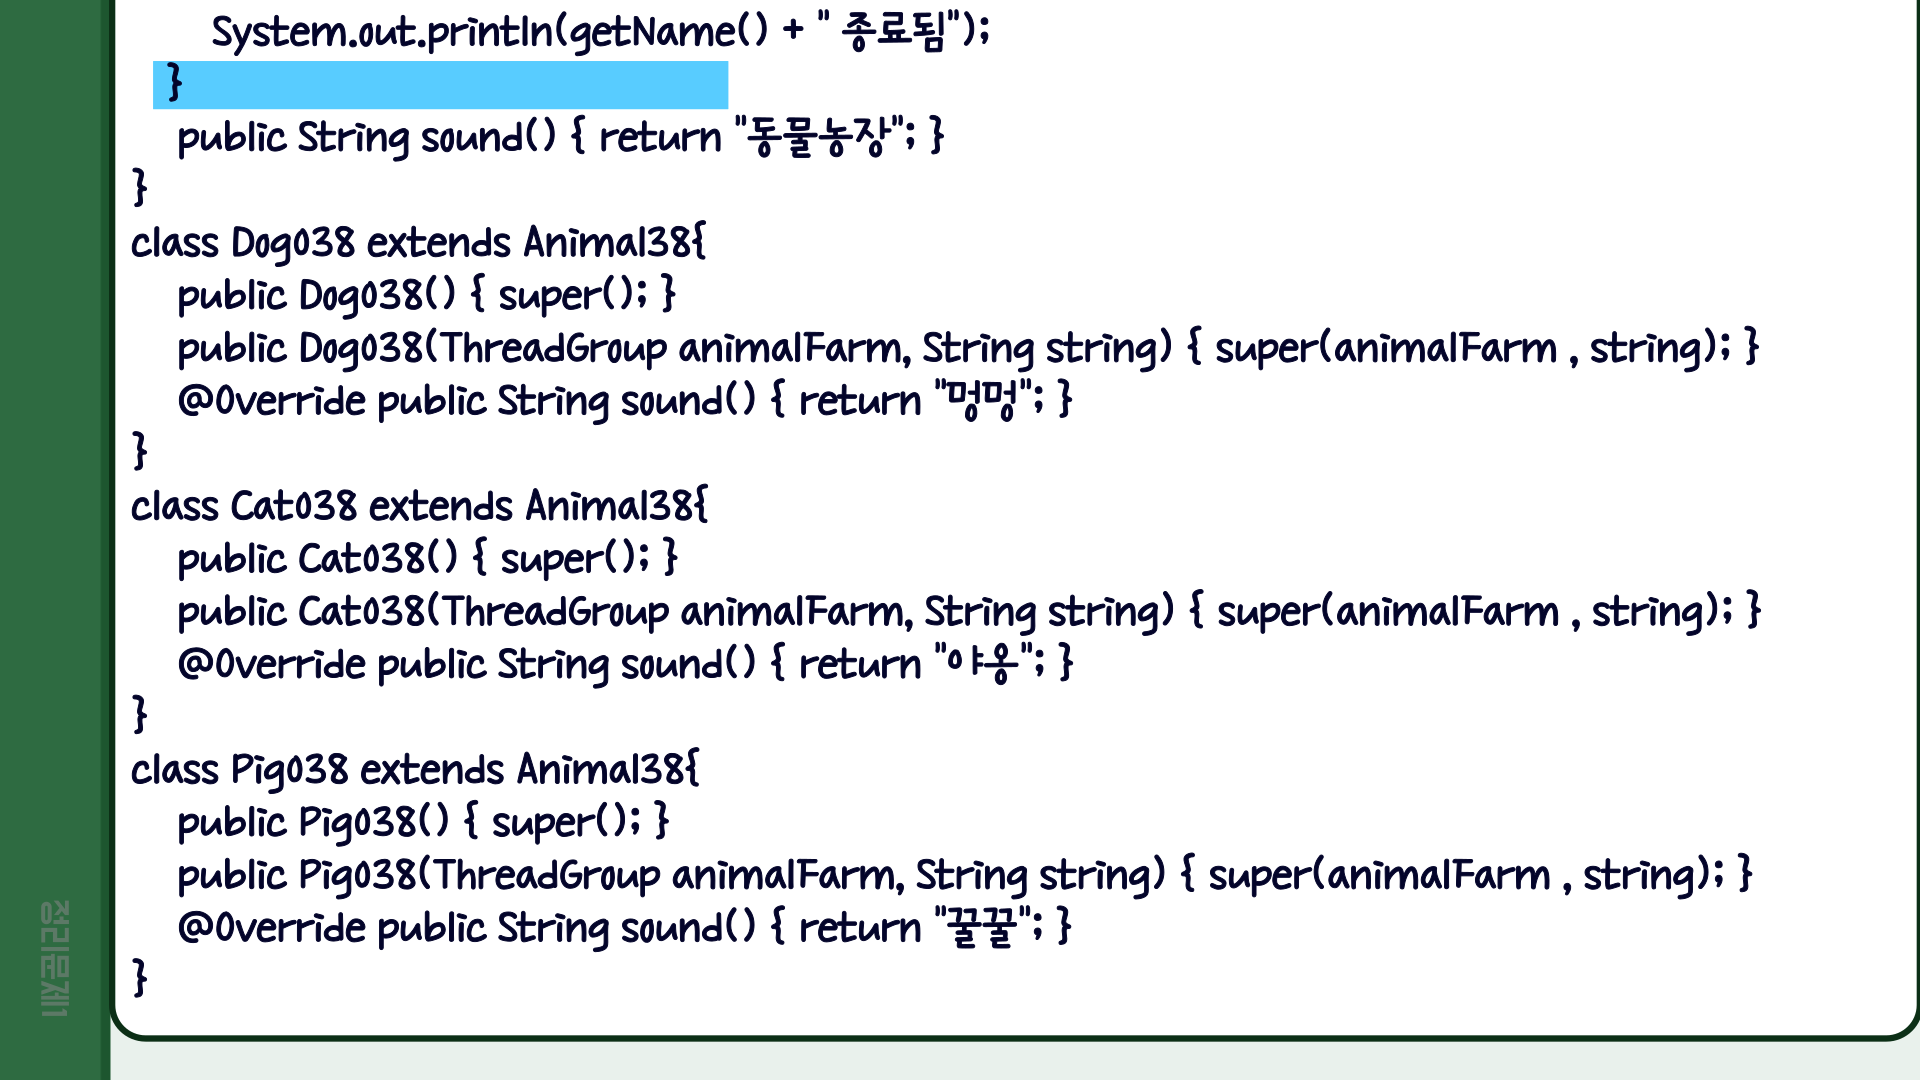 System.out.println(getName() + " 종료됨");
}
public String sound() { return "동물농장"; }
}
class Dog038 extends Animal38{
public Dog038() { super(); }
public Dog038(ThreadGroup animalFarm, String string) { super(animalFarm , string); }
@Override public String sound() { return "멍멍"; }
}
class Cat038 extends Animal38{
public Cat038() { super(); }
public Cat038(ThreadGroup animalFarm, String string) { super(animalFarm , string); }
@Override public String sound() { return "야옹"; }
}
class Pig038 extends Animal38{
public Pig038() { super(); }
public Pig038(ThreadGroup animalFarm, String string) { super(animalFarm , string); }
@Override public String sound() { return "꿀꿀"; }
}
정리문제1